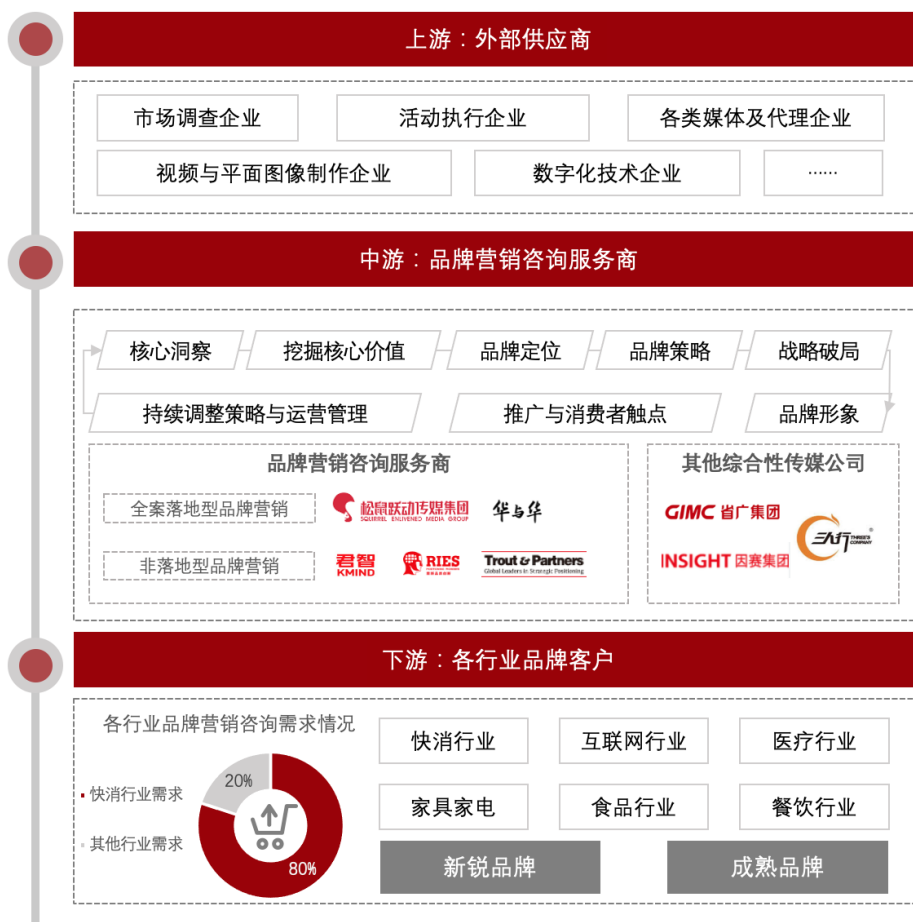 上游：外部供应商
市场调查企业
活动执行企业
各类媒体及代理企业
视频与平面图像制作企业
数字化技术企业
……
中游：品牌营销咨询服务商
核心洞察
挖掘核心价值
品牌定位
品牌策略
战略破局
持续调整策略与运营管理
推广与消费者触点
品牌形象
品牌营销咨询服务商
其他综合性传媒公司
全案落地型品牌营销
松鼠跃动传媒集团
SQUIRREL ENLIVENED MEDIA GROUP
华与华
GIMC 省广集团
三人行 THREE'S
COMPANY
®
非落地型品牌营销
君智
KMIND
RIES
Trout & Partners
Global Leaders in Strategic Positioning
INSIGHT 因赛集团
下游：各行业品牌客户
各行业品牌营销咨询需求情况
快消行业需求
其他行业需求
20%
80%
快消行业
互联网行业
医疗行业
家具家电
食品行业
餐饮行业
新锐品牌
成熟品牌